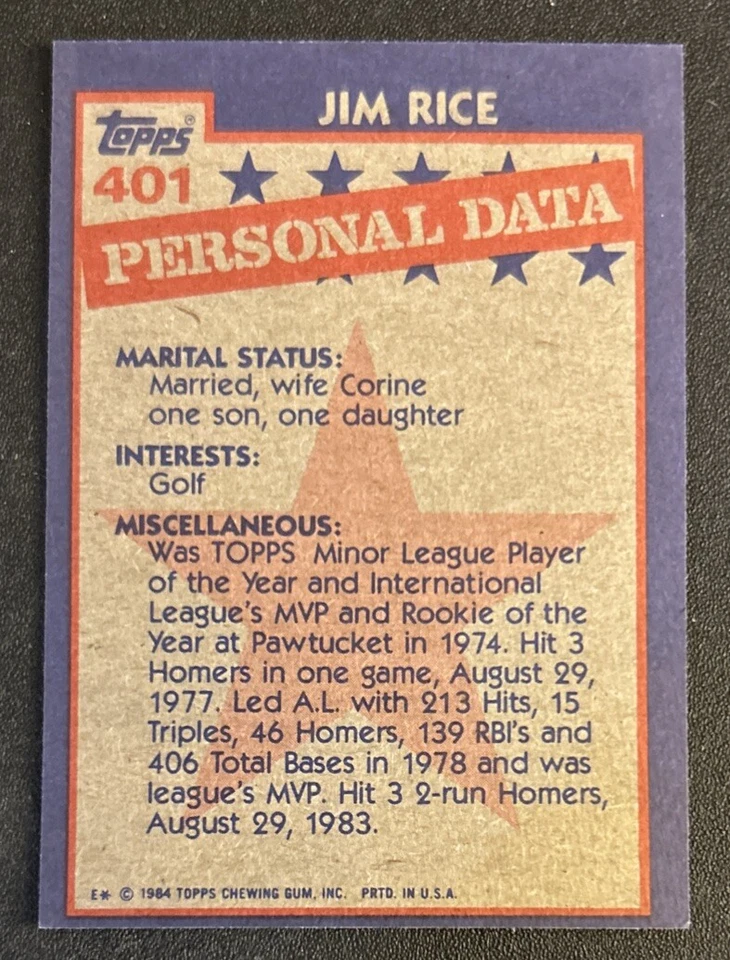 JIM RICE
Topps®
401
PERSONAL DATA
MARITAL STATUS:
Married, wife Corine
one son, one daughter
INTERESTS:
Golf
MISCELLANEOUS:
Was TOPPS Minor League Player
of the Year and International
League's MVP and Rookie of the
Year at Pawtucket in 1974. Hit 3
Homers in one game, August 29,
1977. Led A.L. with 213 Hits, 15
Triples, 46 Homers, 139 RBI's and
406 Total Bases in 1978 and was
league's MVP. Hit 3 2-run Homers,
August 29, 1983.
E* © 1984 TOPPS CHEWING GUM, INC. PRTD. IN U.S.A.